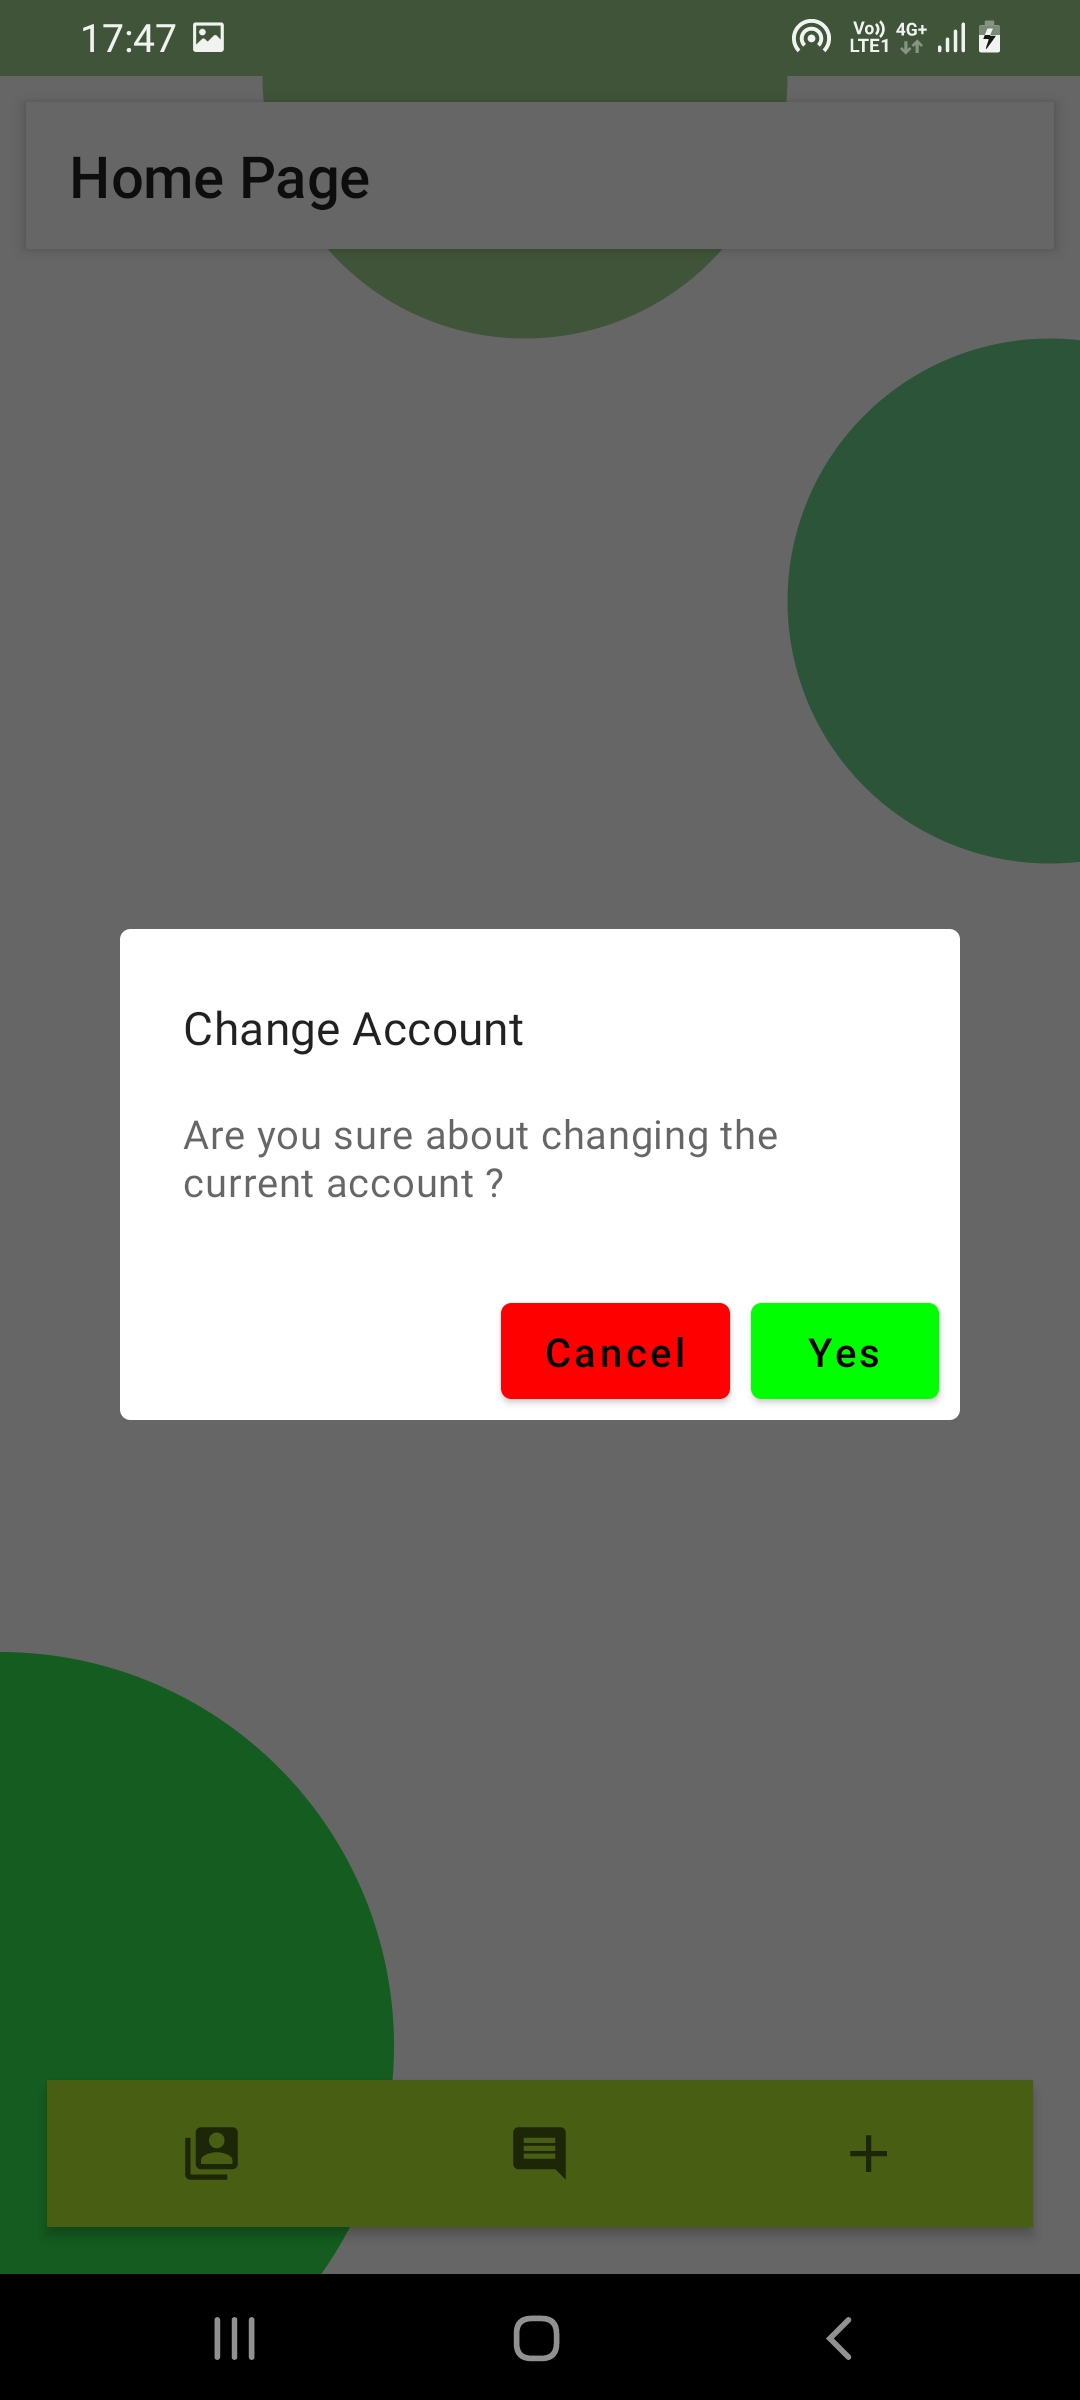 17:47
Vo)) 4G+
LTE1
Home Page
Change Account
Are you sure about changing the
current account ?
Cancel Yes